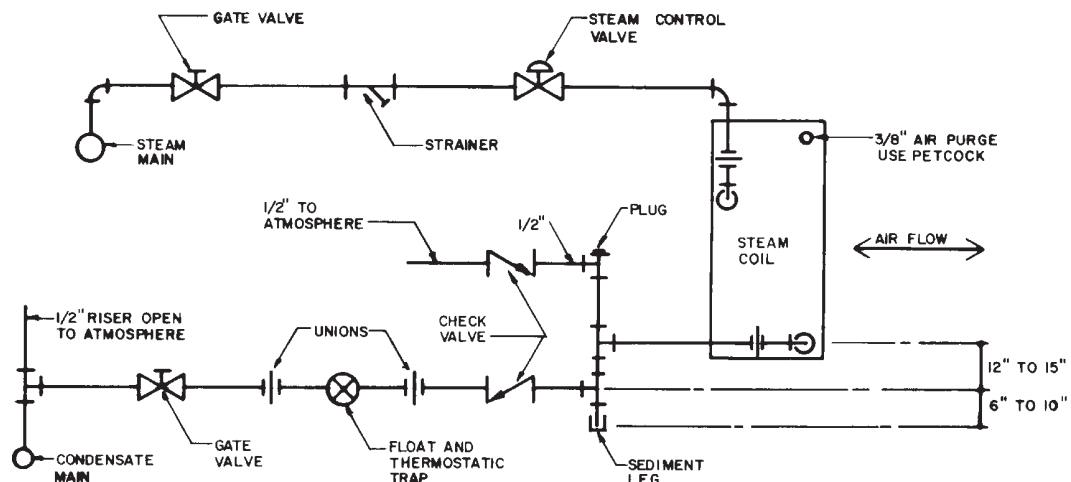 GATE VALVE
STEAM CONTROL
VALVE
STEAM
MAIN
STRAINER
3/8" AIR PURGE
USE PETCOCK
1/2" TO
ATMOSPHERE
1/2"
PLUG
STEAM
COIL
AIR FLOW
1/2" RISER OPEN
TO ATMOSPHERE
UNIONS
CHECK
VALVE
12" TO 15"
6" TO 10"
CONDENSATE
MAIN
GATE
VALVE
FLOAT AND
THERMOSTATIC
TRAP
SEDIMENT
LEG